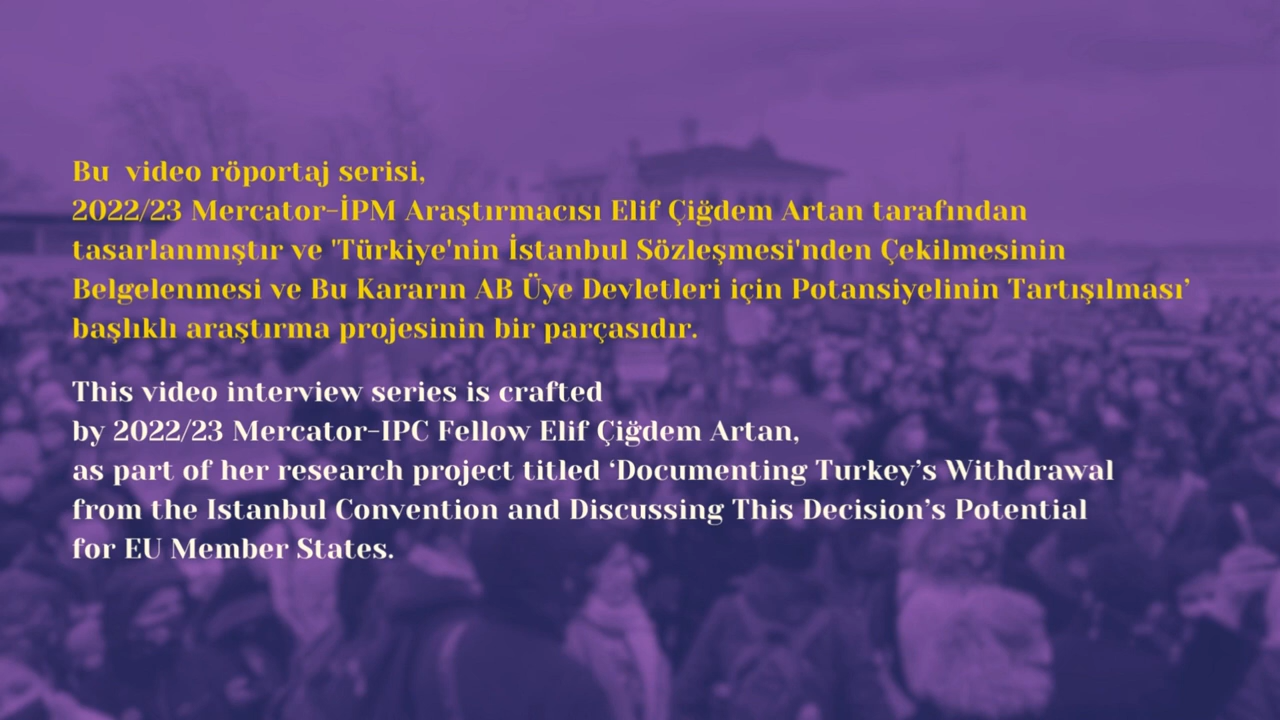 Bu video röportaj serisi,
2022/23 Mercator-İPM Araştırmacısı Elif Çiğdem Artan tarafından
tasarlanmıştır ve 'Türkiye'nin İstanbul Sözleşmesi'nden Çekilmesinin
Belgelenmesi ve Bu Kararın AB Üye Devletleri için Potansiyelinin Tartışılması’
başlıklı araştırma projesinin bir parçasıdır.
This video interview series is crafted
by 2022/23 Mercator-IPC Fellow Elif Çiğdem Artan,
as part of her research project titled ‘Documenting Turkey’s Withdrawal
from the Istanbul Convention and Discussing This Decision’s Potential
for EU Member States.